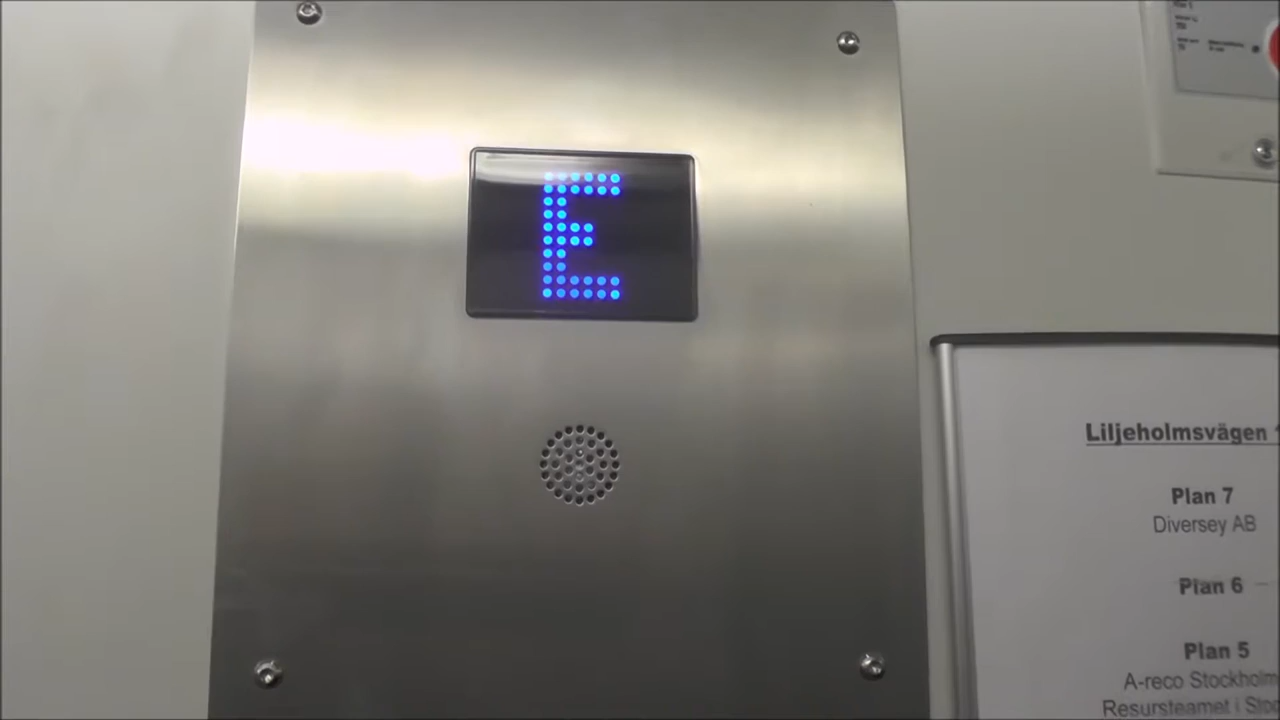 E
Liljeholmsvägen
Plan 7
Diversey AB
Plan 6
Plan 5
A-reco Stockholm
Resursteamet i Sto